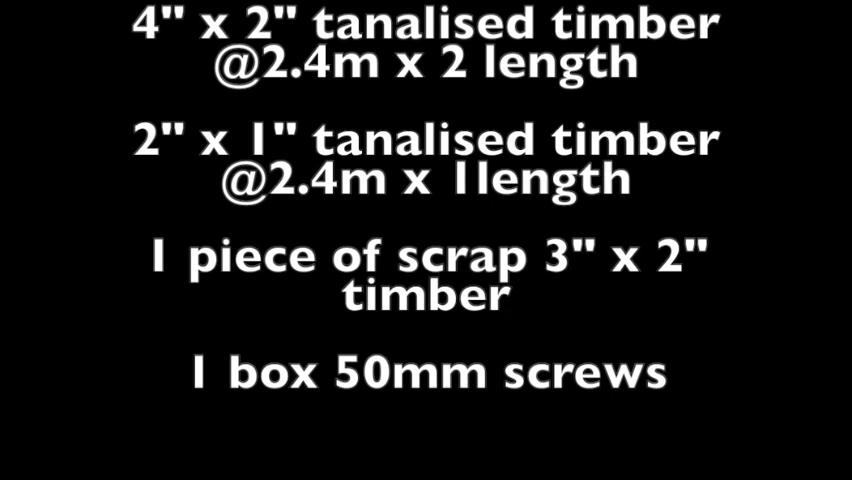 4" x 2" tanalised timber
@2.4m x 2 length
2" x 1" tanalised timber
@2.4m x 1length
1 piece of scrap 3" x 2"
timber
1 box 50mm screws